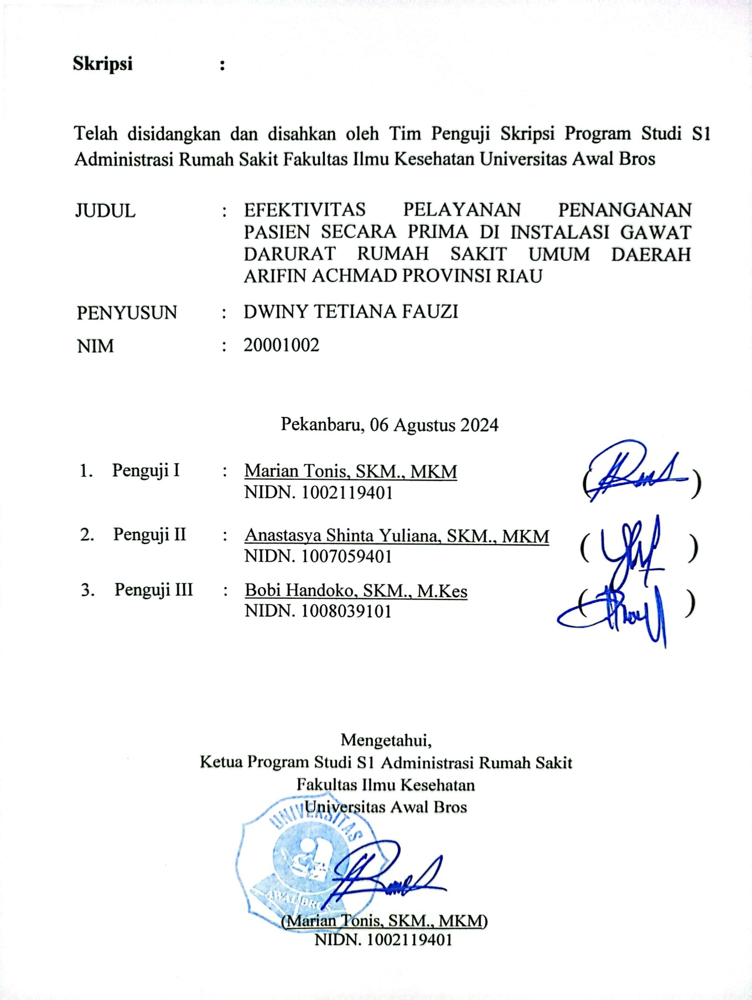 Skripsi :
Telah disidangkan dan disahkan oleh Tim Penguji Skripsi Program Studi S1
Administrasi Rumah Sakit Fakultas Ilmu Kesehatan Universitas Awal Bros
JUDUL : EFEKTIVITAS PELAYANAN PENANGANAN
PASIEN SECARA PRIMA DI INSTALASI GAWAT
DARURAT RUMAH SAKIT UMUM DAERAH
ARIFIN ACHMAD PROVINSI RIAU
PENYUSUN : DWINY TETIANA FAUZI
NIM : 20001002
Pekanbaru, 06 Agustus 2024
1. Penguji I : Marian Tonis, SKM., MKM ( )
NIDN. 1002119401
2. Penguji II : Anastasya Shinta Yuliana, SKM., MKM ( )
NIDN. 1007059401
3. Penguji III : Bobi Handoko, SKM., M.Kes ( )
NIDN. 1008039101
Mengetahui,
Ketua Program Studi S1 Administrasi Rumah Sakit
Fakultas Ilmu Kesehatan
Universitas Awal Bros
UNIVERSITAS
AWAL BROS
(Marian Tonis, SKM., MKM)
NIDN. 1002119401